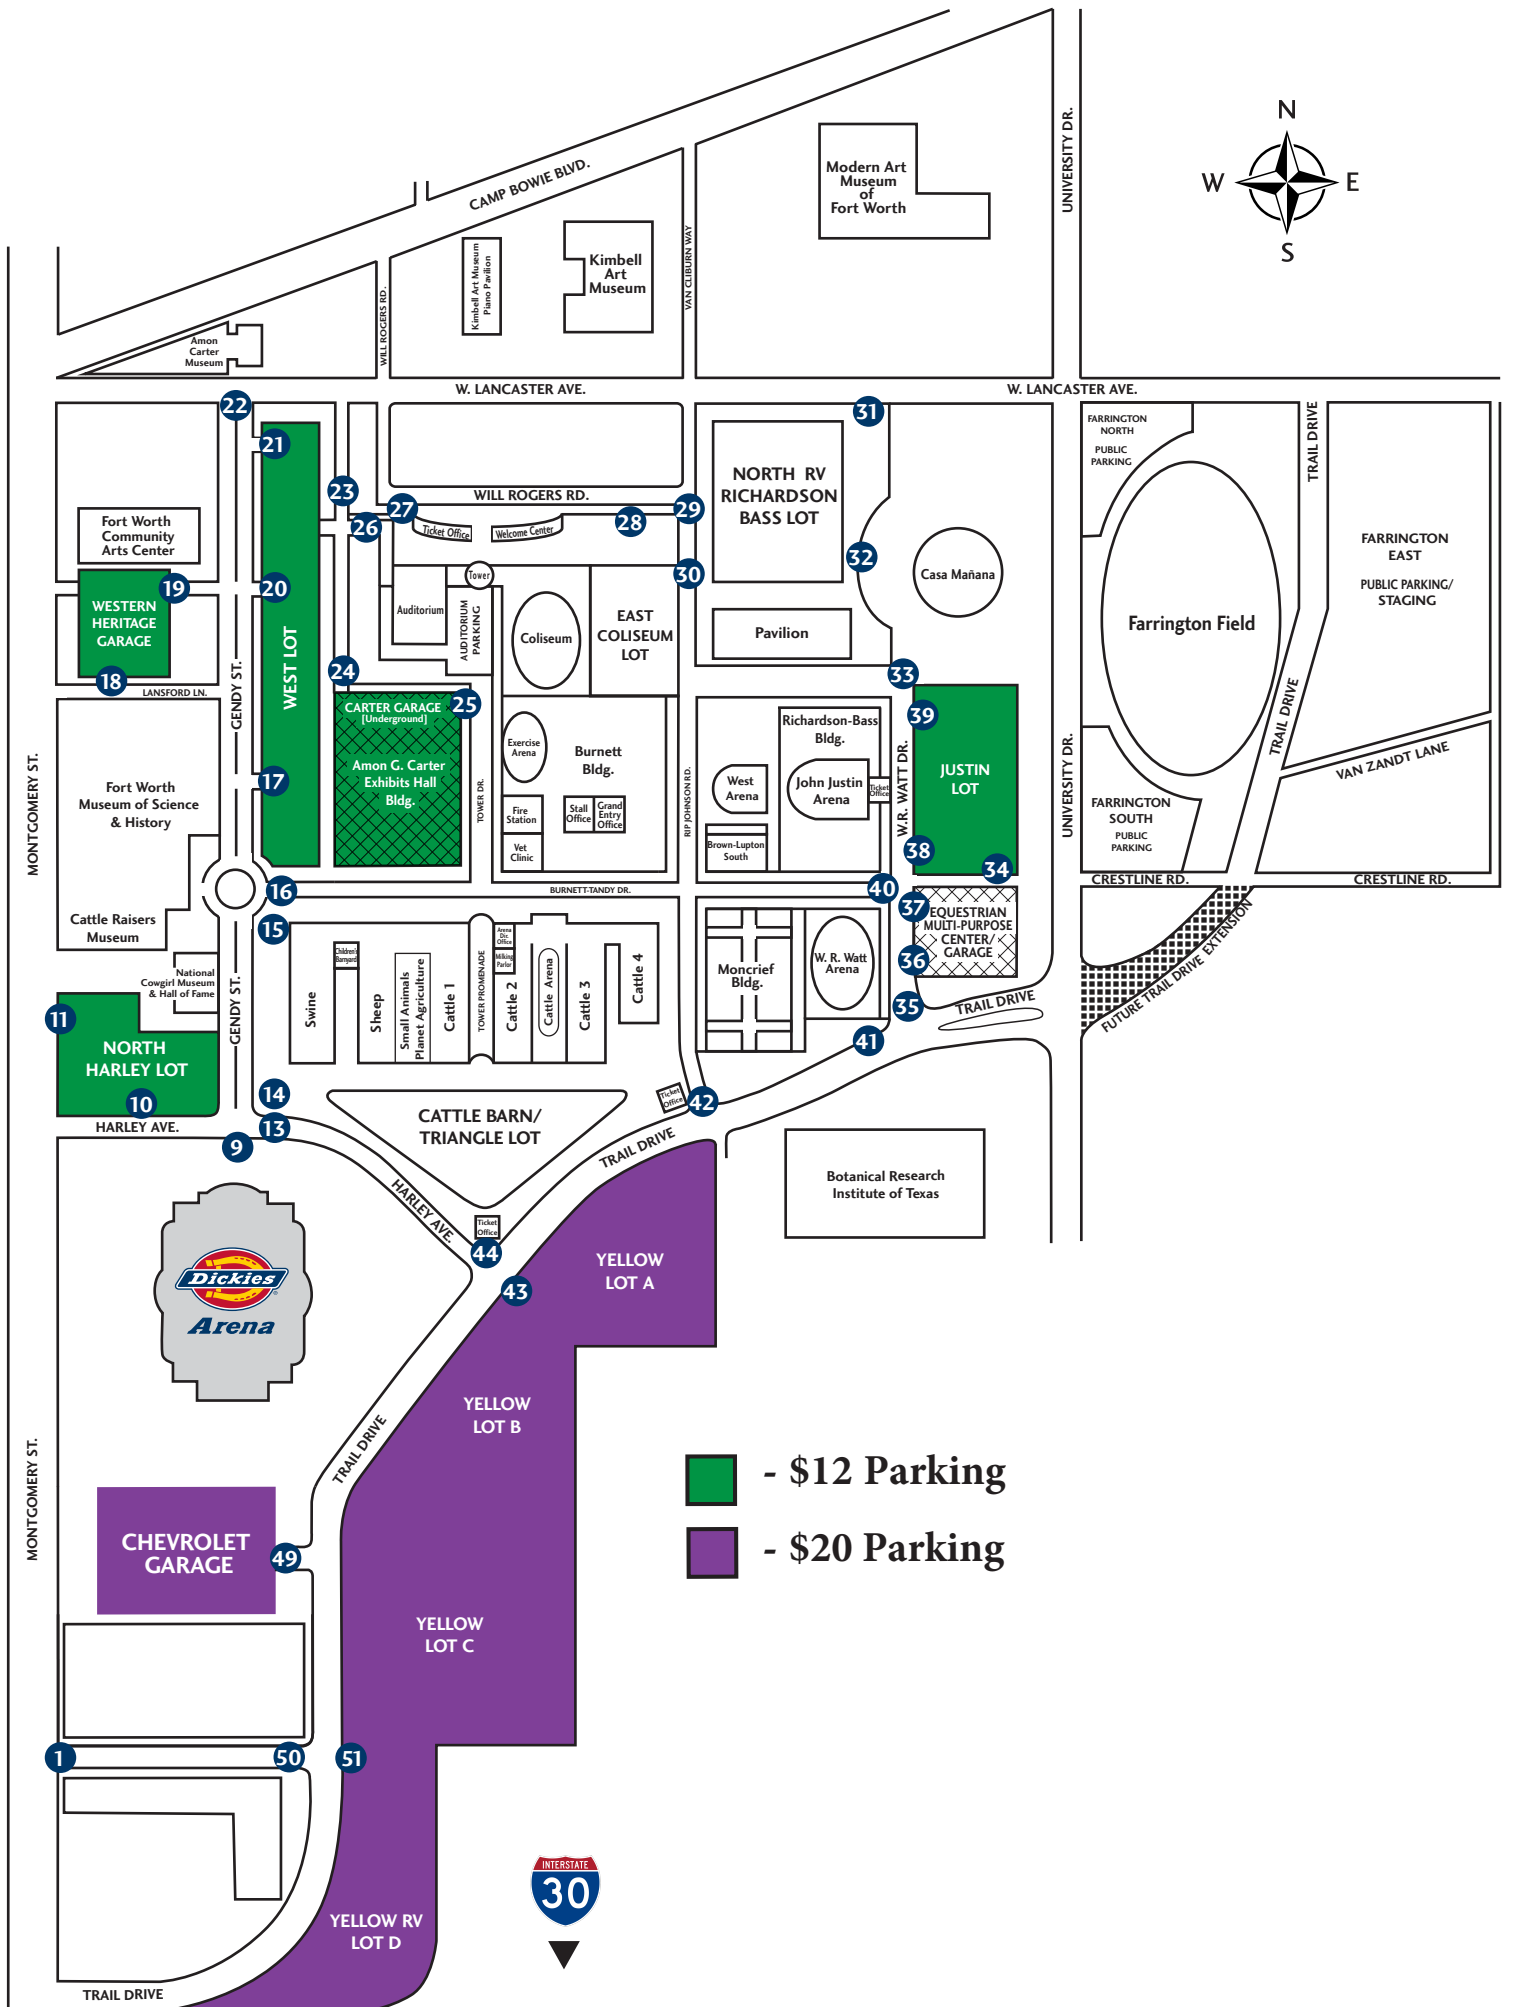 N
W
E
S
CAMP BOWIE BLVD.
UNIVERSITY DR.
Modern Art
Museum
of
Fort Worth
VAN CLIBURN WAY
Kimbell Art Museum
Piano Pavilion
Kimbell
Art
Museum
WILL ROGERS RD.
Amon
Carter
Museum
W. LANCASTER AVE.
W. LANCASTER AVE.
22
21
31
FARRINGTON
NORTH
PUBLIC
PARKING
TRAIL DRIVE
23
27
26
WILL ROGERS RD.
Ticket Office
Welcome Center
28
29
NORTH RV
RICHARDSON
BASS LOT
Fort Worth
Community
Arts Center
32
Casa Mañana
FARRINGTON
EAST
PUBLIC PARKING/
STAGING
Farrington Field
19
20
WESTERN
HERITAGE
GARAGE
18
LANSFORD LN.
GENDY ST.
WEST LOT
24
Tower
30
Auditorium
AUDITORIUM
PARKING
Coliseum
EAST
COLISEUM
LOT
Pavilion
33
CARTER GARAGE
[Underground]
25
Amon G. Carter
Exhibits Hall
Bldg.
TOWER DR.
Exercise
Arena
Burnett
Bldg.
Fire
Station
Vet
Clinic
Stall
Office
Grand
Entry
Office
RIP JOHNSON RD.
Richardson-Bass
Bldg.
West
Arena
John Justin
Arena
Ticket
Office
Brown-Lupton
South
W.R. WATT DR.
39
JUSTIN
LOT
38
34
UNIVERSITY DR.
TRAIL DRIVE
VAN ZANDT LANE
FARRINGTON
SOUTH
PUBLIC
PARKING
CRESTLINE RD.
CRESTLINE RD.
MONTGOMERY ST.
Fort Worth
Museum of Science
& History
17
16
BURNETT-TANDY DR.
40
37
EQUESTRIAN
MULTI-PURPOSE
CENTER/
GARAGE
36
35
TRAIL DRIVE
FUTURE TRAIL DRIVE EXTENSION
Cattle Raisers
Museum
15
National
Cowgirl Museum
& Hall of Fame
GENDY ST.
Swine
Children's
Barnyard
Sheep
Small Animals
Planet Agriculture
Cattle 1
TOWER PROMENADE
Arena
Dir.
Office
Milking
Parlor
Cattle 2
Cattle Arena
Cattle 3
Cattle 4
Moncrief
Bldg.
W. R. Watt
Arena
11
NORTH
HARLEY LOT
10
14
13
HARLEY AVE.
9
HARLEY AVE.
CATTLE BARN/
TRIANGLE LOT
Ticket
Office
42
41
TRAIL DRIVE
Botanical Research
Institute of Texas
Ticket
Office
44
43
Dickies
®
Arena
YELLOW
LOT A
YELLOW
LOT B
TRAIL DRIVE
MONTGOMERY ST.
- $12 Parking
- $20 Parking
CHEVROLET
GARAGE
49
YELLOW
LOT C
1
50
51
INTERSTATE
30
YELLOW RV
LOT D
TRAIL DRIVE